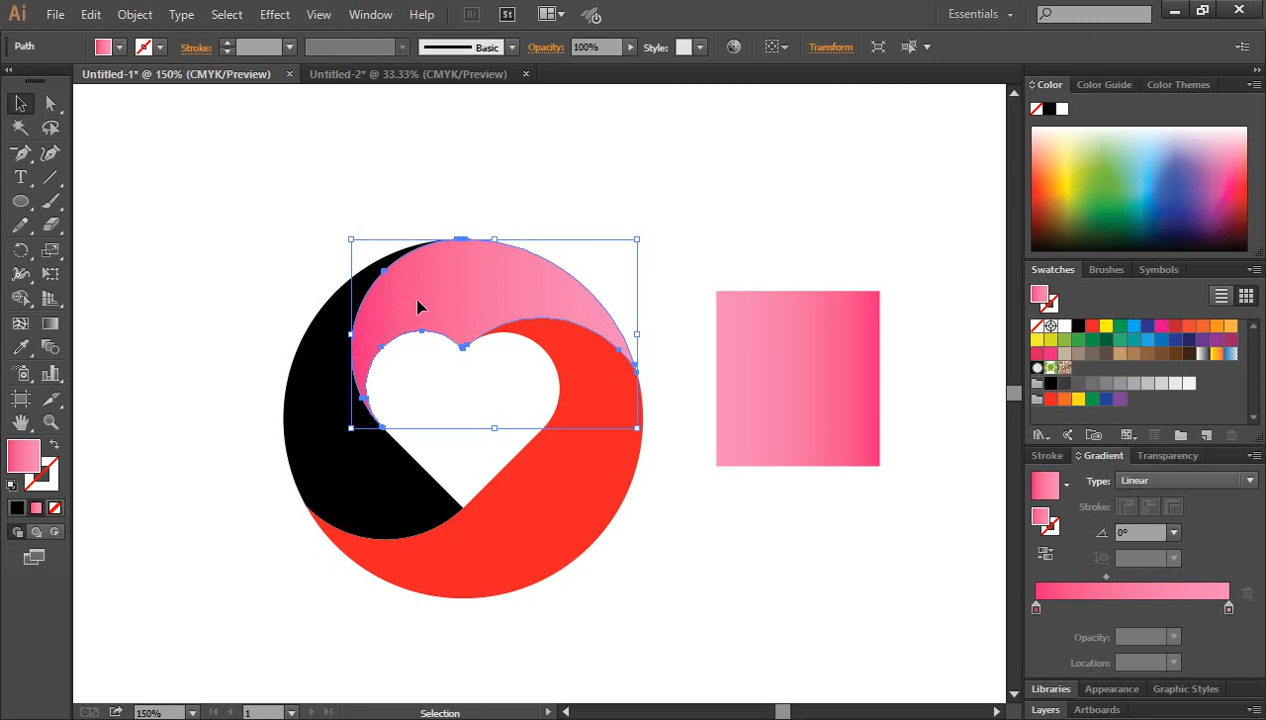 Ai File Edit Object Type Select Effect View Window Help Br St Essentials
Path Stroke: Basic Opacity: 100% Style: Transform
Untitled-1* @ 150% (CMYK/Preview) × Untitled-2* @ 33.33% (CMYK/Preview) ×
Color Color Guide Color Themes
T
Swatches Brushes Symbols
Stroke Gradient Transparency
Type: Linear
Stroke:
0°
Opacity:
Location:
Libraries Appearance Graphic Styles
Layers Artboards
150% 1 Selection